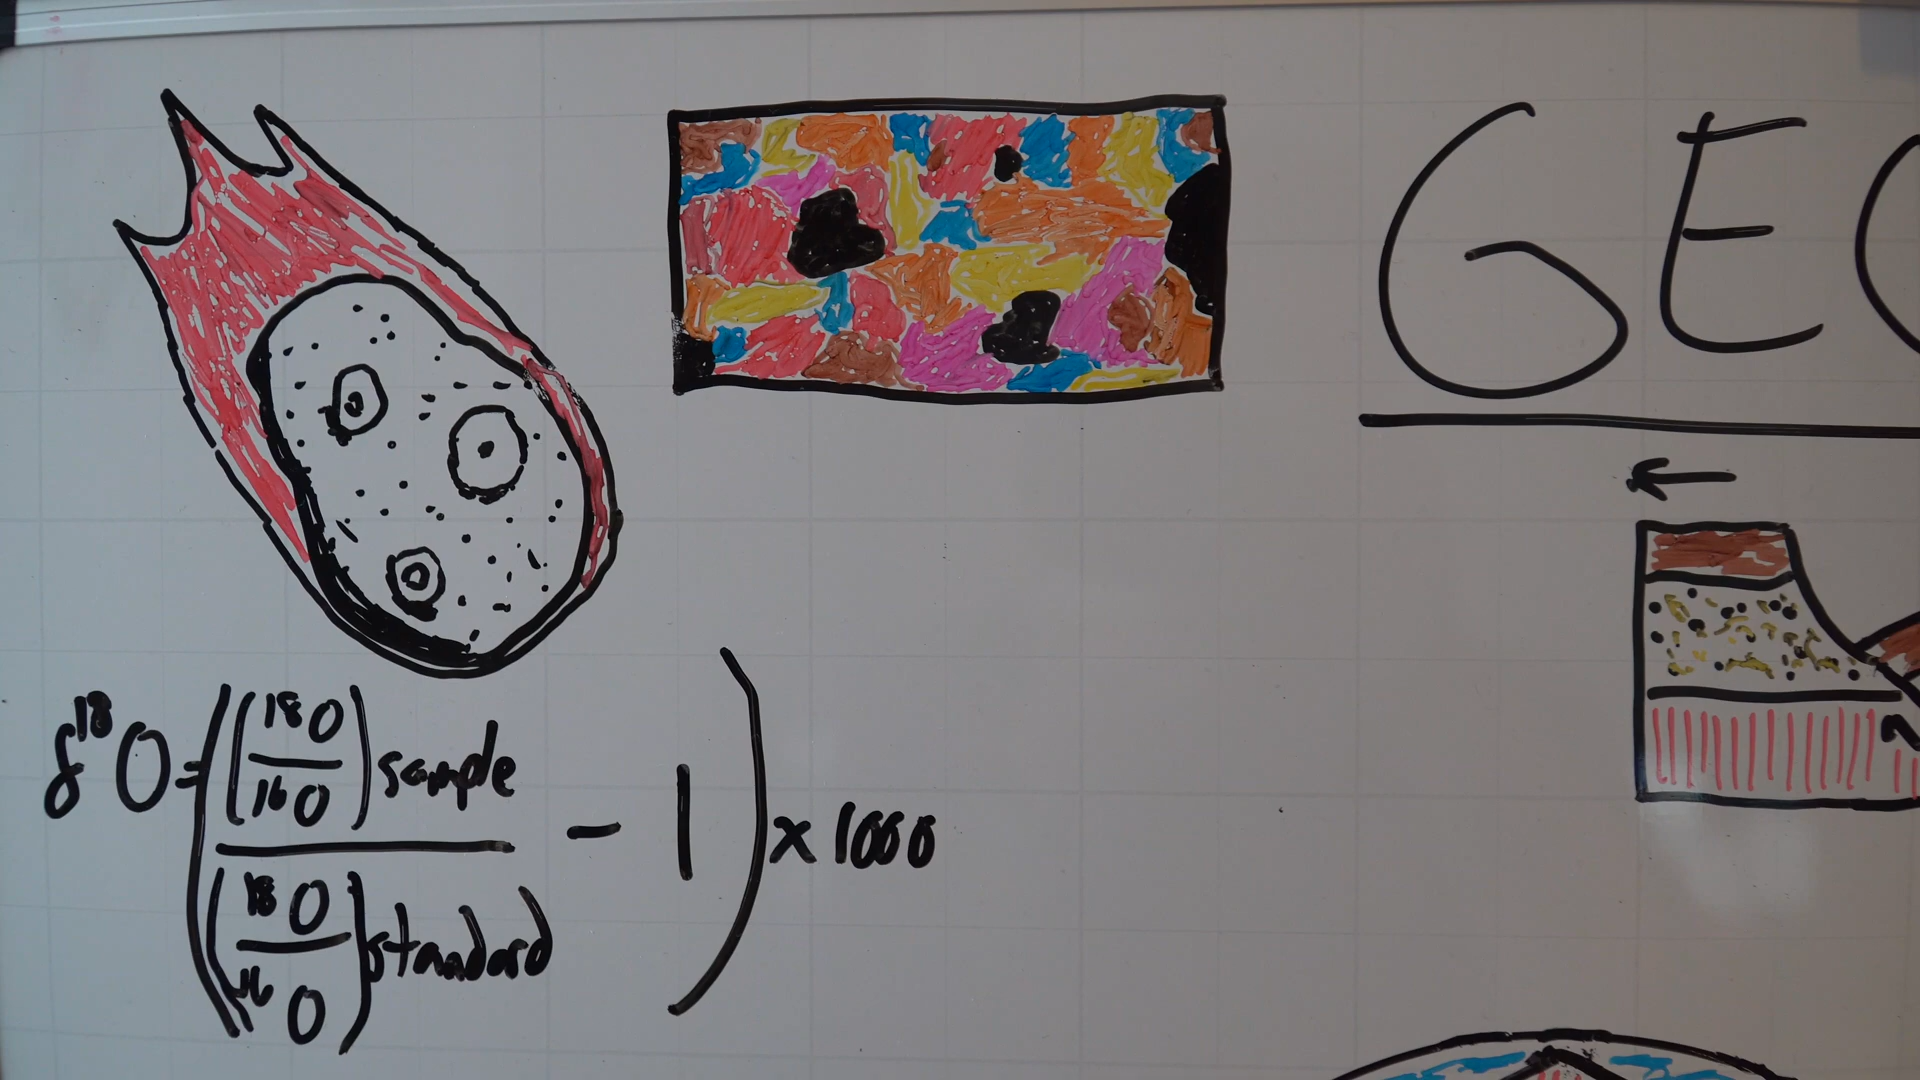 GEO
δ¹⁸O = ( (¹⁸O/¹⁶O) sample / (¹⁸O/¹⁶O) standard − 1 ) x 1000